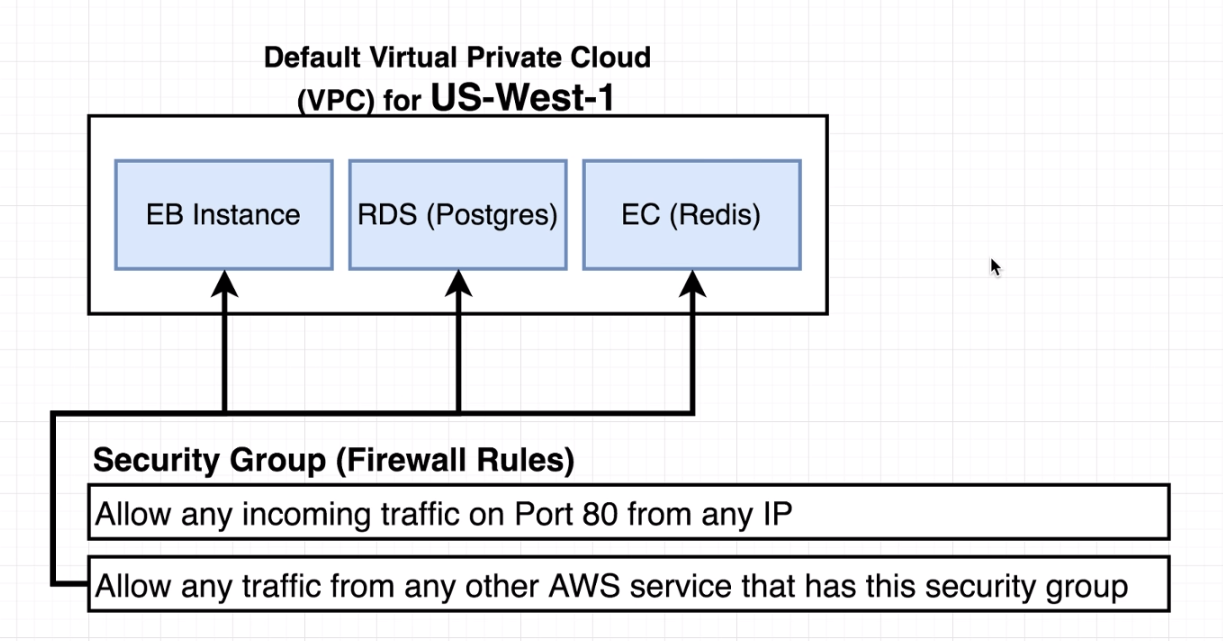 Default Virtual Private Cloud
(VPC) for US-West-1
EB Instance
RDS (Postgres)
EC (Redis)
Security Group (Firewall Rules)
Allow any incoming traffic on Port 80 from any IP
Allow any traffic from any other AWS service that has this security group